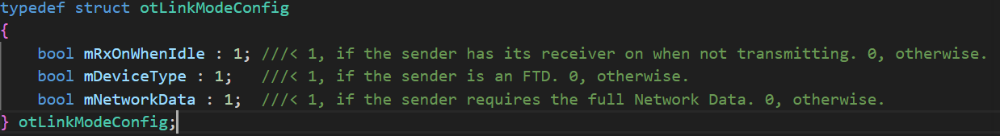 typedef struct otLinkModeConfig
{
    bool mRxOnWhenIdle : 1; ///< 1, if the sender has its receiver on when not transmitting. 0, otherwise.
    bool mDeviceType : 1;   ///< 1, if the sender is an FTD. 0, otherwise.
    bool mNetworkData : 1;  ///< 1, if the sender requires the full Network Data. 0, otherwise.
} otLinkModeConfig;